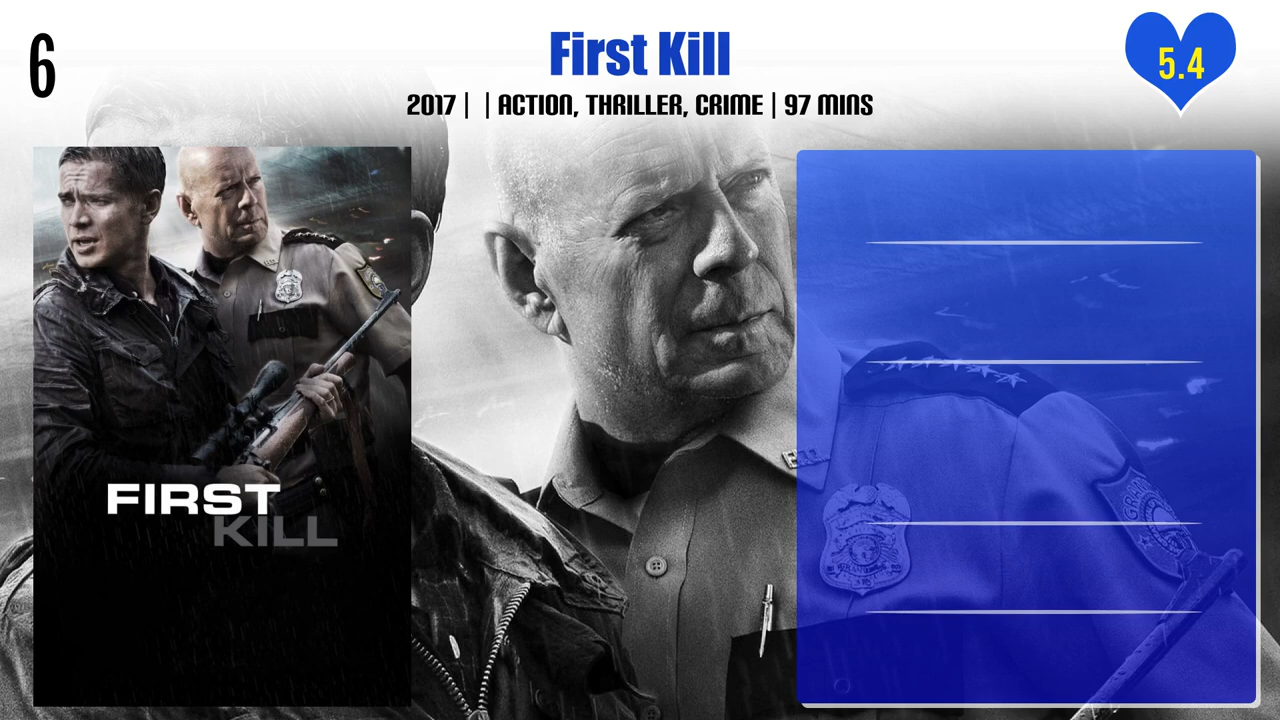 6
First Kill
5.4
2017 | | ACTION, THRILLER, CRIME | 97 MINS
FIRST
KILL